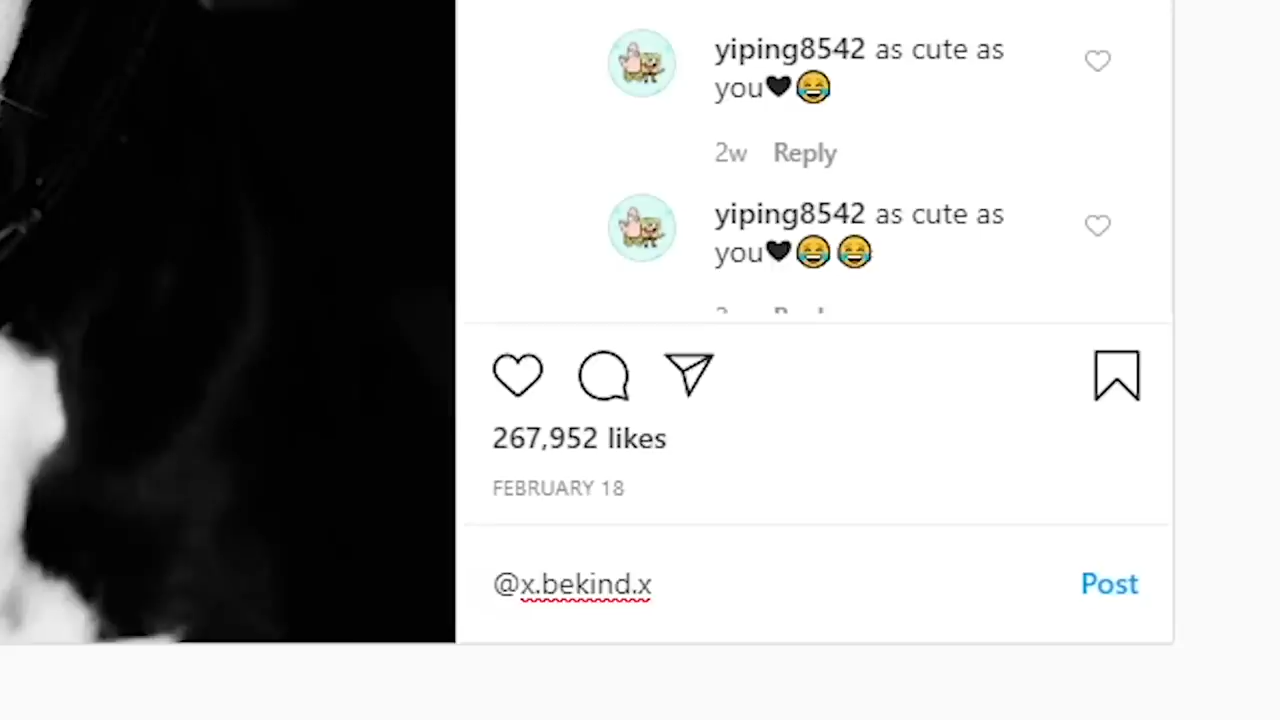 yiping8542 as cute as
you🖤😂
2w Reply
yiping8542 as cute as
you🖤😂😂
267,952 likes
FEBRUARY 18
@x.bekind.x
Post